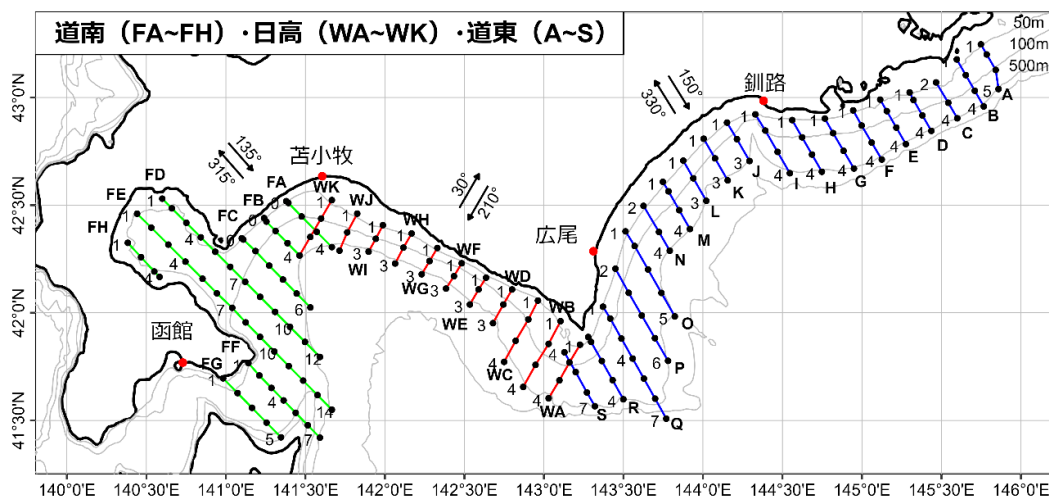 道南（FA~FH）･日高（WA~WK）･道東（A~S）
50m
100m
500m
43°0'N
42°30'N
42°0'N
41°30'N
140°0'E
140°30'E
141°0'E
141°30'E
142°0'E
142°30'E
143°0'E
143°30'E
144°0'E
144°30'E
145°0'E
145°30'E
146°0'E
釧路
苫小牧
広尾
函館
135°
315°
30°
210°
150°
330°
FD
FE
FH
FC
FB
FA
FF
FG
WK
WJ
WI
WH
WG
WF
WE
WD
WC
WB
WA
A
B
C
D
E
F
G
H
I
J
K
L
M
N
O
P
Q
R
S